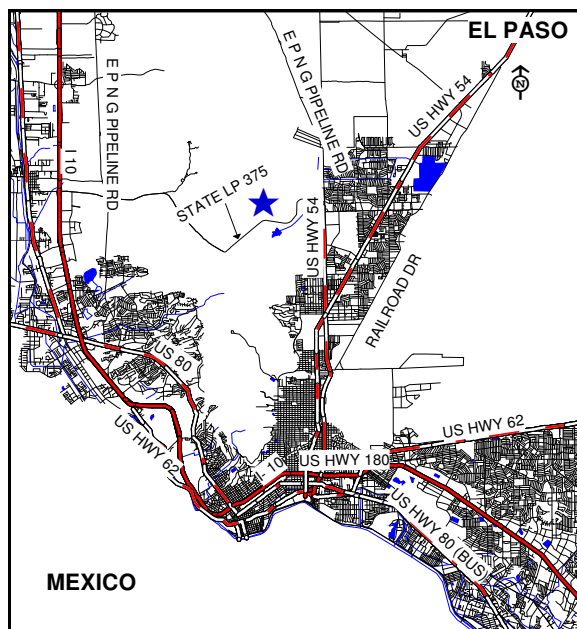 EL PASO
N
E P N G PIPELINE RD
E P N G PIPELINE RD
I 10
US HWY 54
STATE LP 375
US HWY 54
RAILROAD DR
US 80
US HWY 62
US HWY 62
I- 10
US HWY 180
US HWY 80 (BUS)
MEXICO